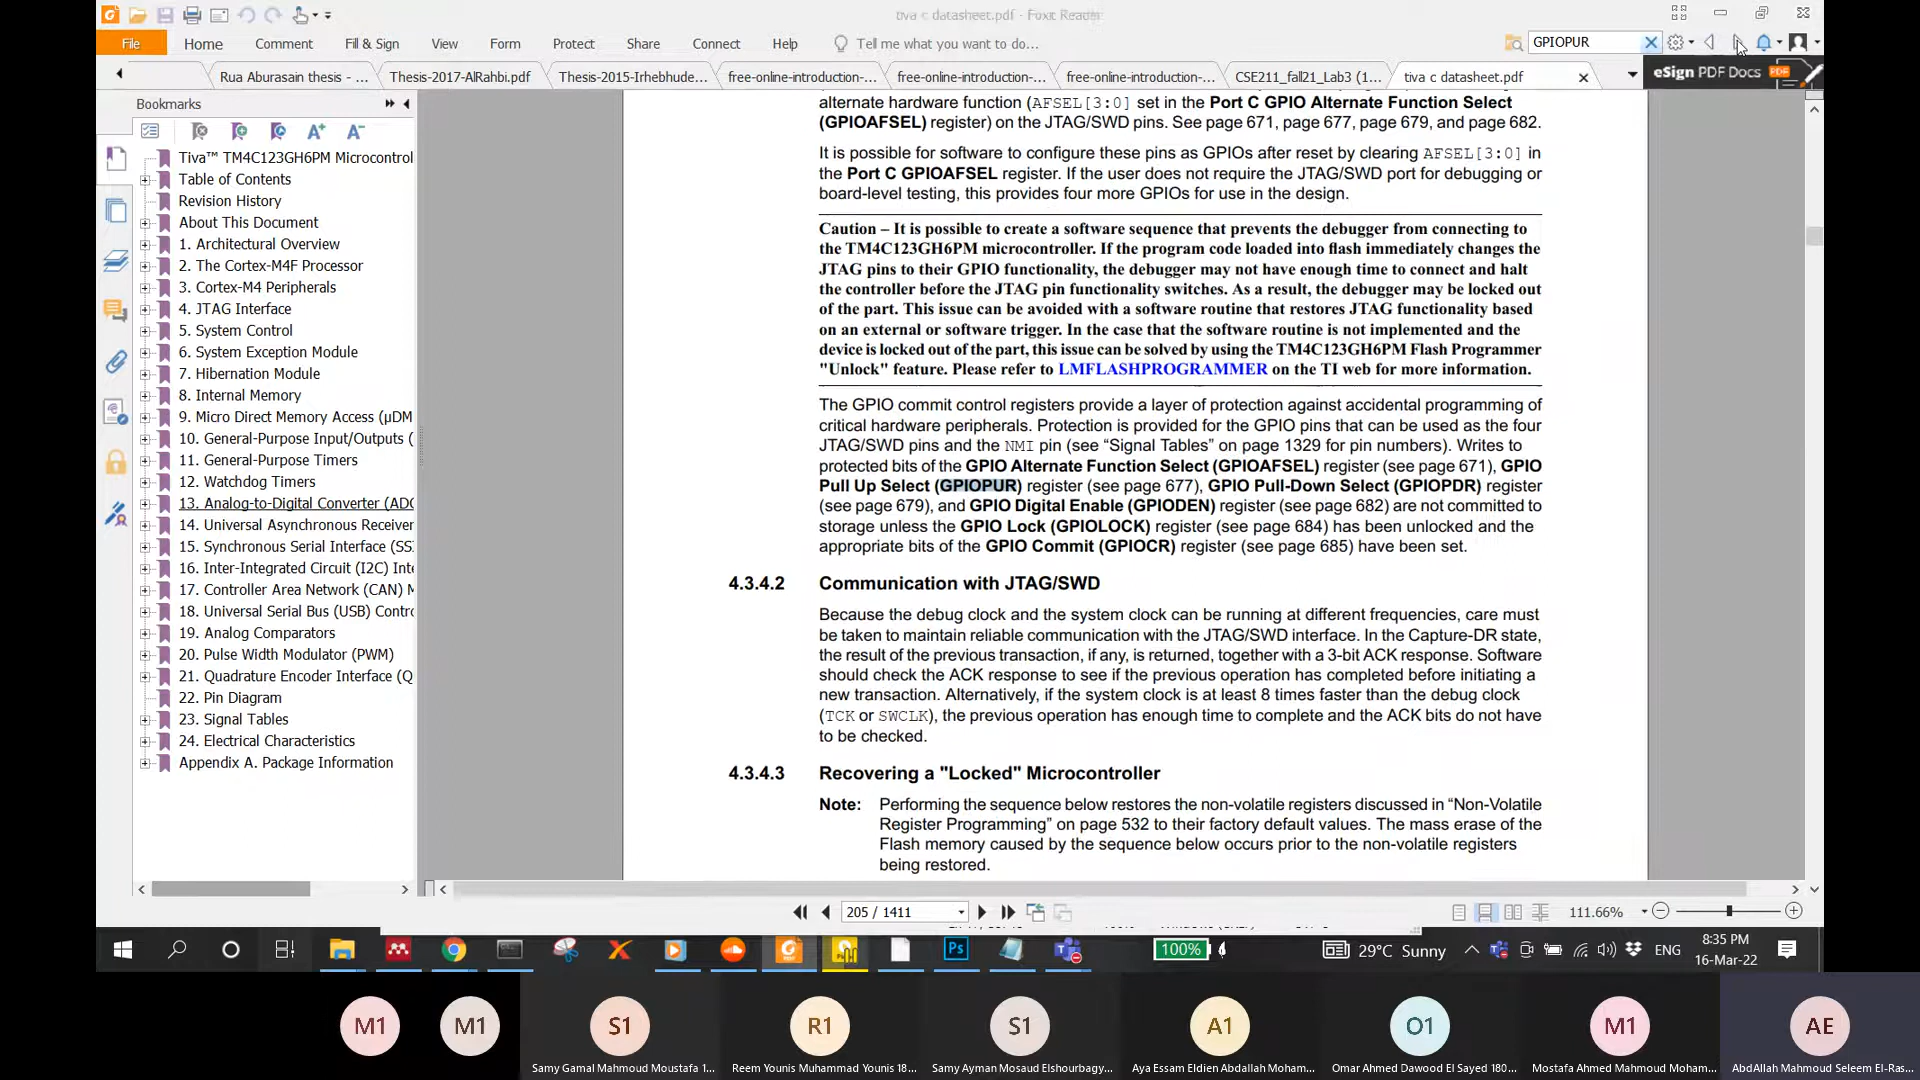 tiva c datasheet.pdf - Foxit Reader
File Home Comment Fill & Sign View Form Protect Share Connect Help Tell me what you want to do... GPIOPUR
Rua Aburasain thesis - ... Thesis-2017-AlRahbi.pdf Thesis-2015-Irhebhude... free-online-introduction-... free-online-introduction-... free-online-introduction-... CSE211_fall21_Lab3 (1... tiva c datasheet.pdf eSign PDF Docs PDF
Bookmarks
Tiva™ TM4C123GH6PM Microcontrol
Table of Contents
Revision History
About This Document
1. Architectural Overview
2. The Cortex-M4F Processor
3. Cortex-M4 Peripherals
4. JTAG Interface
5. System Control
6. System Exception Module
7. Hibernation Module
8. Internal Memory
9. Micro Direct Memory Access (μDM
10. General-Purpose Input/Outputs (
11. General-Purpose Timers
12. Watchdog Timers
13. Analog-to-Digital Converter (ADC
14. Universal Asynchronous Receiver
15. Synchronous Serial Interface (SS
16. Inter-Integrated Circuit (I2C) Inte
17. Controller Area Network (CAN) M
18. Universal Serial Bus (USB) Contro
19. Analog Comparators
20. Pulse Width Modulator (PWM)
21. Quadrature Encoder Interface (Q
22. Pin Diagram
23. Signal Tables
24. Electrical Characteristics
Appendix A. Package Information
alternate hardware function (AFSEL[3:0] set in the Port C GPIO Alternate Function Select
(GPIOAFSEL) register) on the JTAG/SWD pins. See page 671, page 677, page 679, and page 682.
It is possible for software to configure these pins as GPIOs after reset by clearing AFSEL[3:0] in
the Port C GPIOAFSEL register. If the user does not require the JTAG/SWD port for debugging or
board-level testing, this provides four more GPIOs for use in the design.
Caution – It is possible to create a software sequence that prevents the debugger from connecting to
the TM4C123GH6PM microcontroller. If the program code loaded into flash immediately changes the
JTAG pins to their GPIO functionality, the debugger may not have enough time to connect and halt
the controller before the JTAG pin functionality switches. As a result, the debugger may be locked out
of the part. This issue can be avoided with a software routine that restores JTAG functionality based
on an external or software trigger. In the case that the software routine is not implemented and the
device is locked out of the part, this issue can be solved by using the TM4C123GH6PM Flash Programmer
"Unlock" feature. Please refer to LMFLASHPROGRAMMER on the TI web for more information.
The GPIO commit control registers provide a layer of protection against accidental programming of
critical hardware peripherals. Protection is provided for the GPIO pins that can be used as the four
JTAG/SWD pins and the NMI pin (see “Signal Tables” on page 1329 for pin numbers). Writes to
protected bits of the GPIO Alternate Function Select (GPIOAFSEL) register (see page 671), GPIO
Pull Up Select (GPIOPUR) register (see page 677), GPIO Pull-Down Select (GPIOPDR) register
(see page 679), and GPIO Digital Enable (GPIODEN) register (see page 682) are not committed to
storage unless the GPIO Lock (GPIOLOCK) register (see page 684) has been unlocked and the
appropriate bits of the GPIO Commit (GPIOCR) register (see page 685) have been set.
4.3.4.2 Communication with JTAG/SWD
Because the debug clock and the system clock can be running at different frequencies, care must
be taken to maintain reliable communication with the JTAG/SWD interface. In the Capture-DR state,
the result of the previous transaction, if any, is returned, together with a 3-bit ACK response. Software
should check the ACK response to see if the previous operation has completed before initiating a
new transaction. Alternatively, if the system clock is at least 8 times faster than the debug clock
(TCK or SWCLK), the previous operation has enough time to complete and the ACK bits do not have
to be checked.
4.3.4.3 Recovering a "Locked" Microcontroller
Note: Performing the sequence below restores the non-volatile registers discussed in “Non-Volatile
Register Programming” on page 532 to their factory default values. The mass erase of the
Flash memory caused by the sequence below occurs prior to the non-volatile registers
being restored.
205 / 1411 111.66%
Ps 100% 29°C Sunny ENG 8:35 PM
16-Mar-22
M1 M1 S1 R1 S1 A1 O1 M1 AE
Samy Gamal Mahmoud Moustafa 1... Reem Younis Muhammad Younis 18... Samy Ayman Mosaud Elshourbagy... Aya Essam Eldien Abdallah Moham... Omar Ahmed Dawood El Sayed 180... Mostafa Ahmed Mahmoud Moham... AbdAllah Mahmoud Seleem El-Ras...